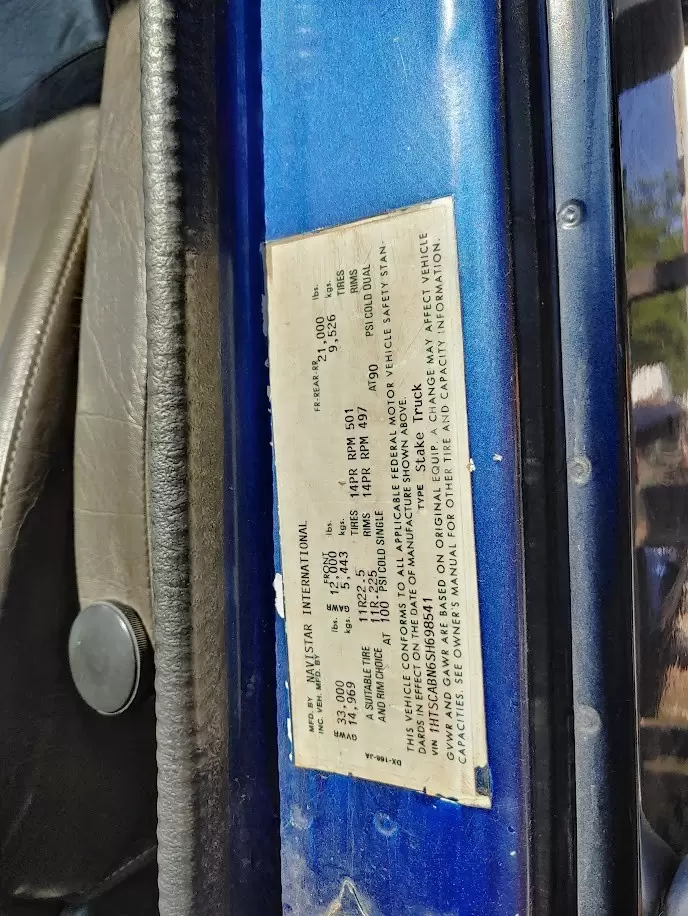 MFD. BY NAVISTAR INTERNATIONAL
INC. VEH. MFD. BY
FRONT FR-REAR-RR
GVWR 33,000 lbs. GAWR 12,000 lbs. 21,000 lbs.
14,969 kgs. 5,443 kgs. 9,526 kgs.
A SUITABLE TIRE 11R22.5 TIRES 14PR RPM 501 TIRES
AND RIM CHOICE 11R-225 RIMS 14PR RPM 497 RIMS
AT 100 PSI COLD SINGLE AT 90 PSI COLD DUAL
THIS VEHICLE CONFORMS TO ALL APPLICABLE FEDERAL MOTOR VEHICLE SAFETY STAN-
DARDS IN EFFECT ON THE DATE OF MANUFACTURE SHOWN ABOVE.
VIN 1HTSCABN6SH698541 TYPE Stake Truck
GVWR AND GAWR ARE BASED ON ORIGINAL EQUIP. A CHANGE MAY AFFECT VEHICLE
CAPACITIES. SEE OWNER'S MANUAL FOR OTHER TIRE AND CAPACITY INFORMATION.
DX-166-JA